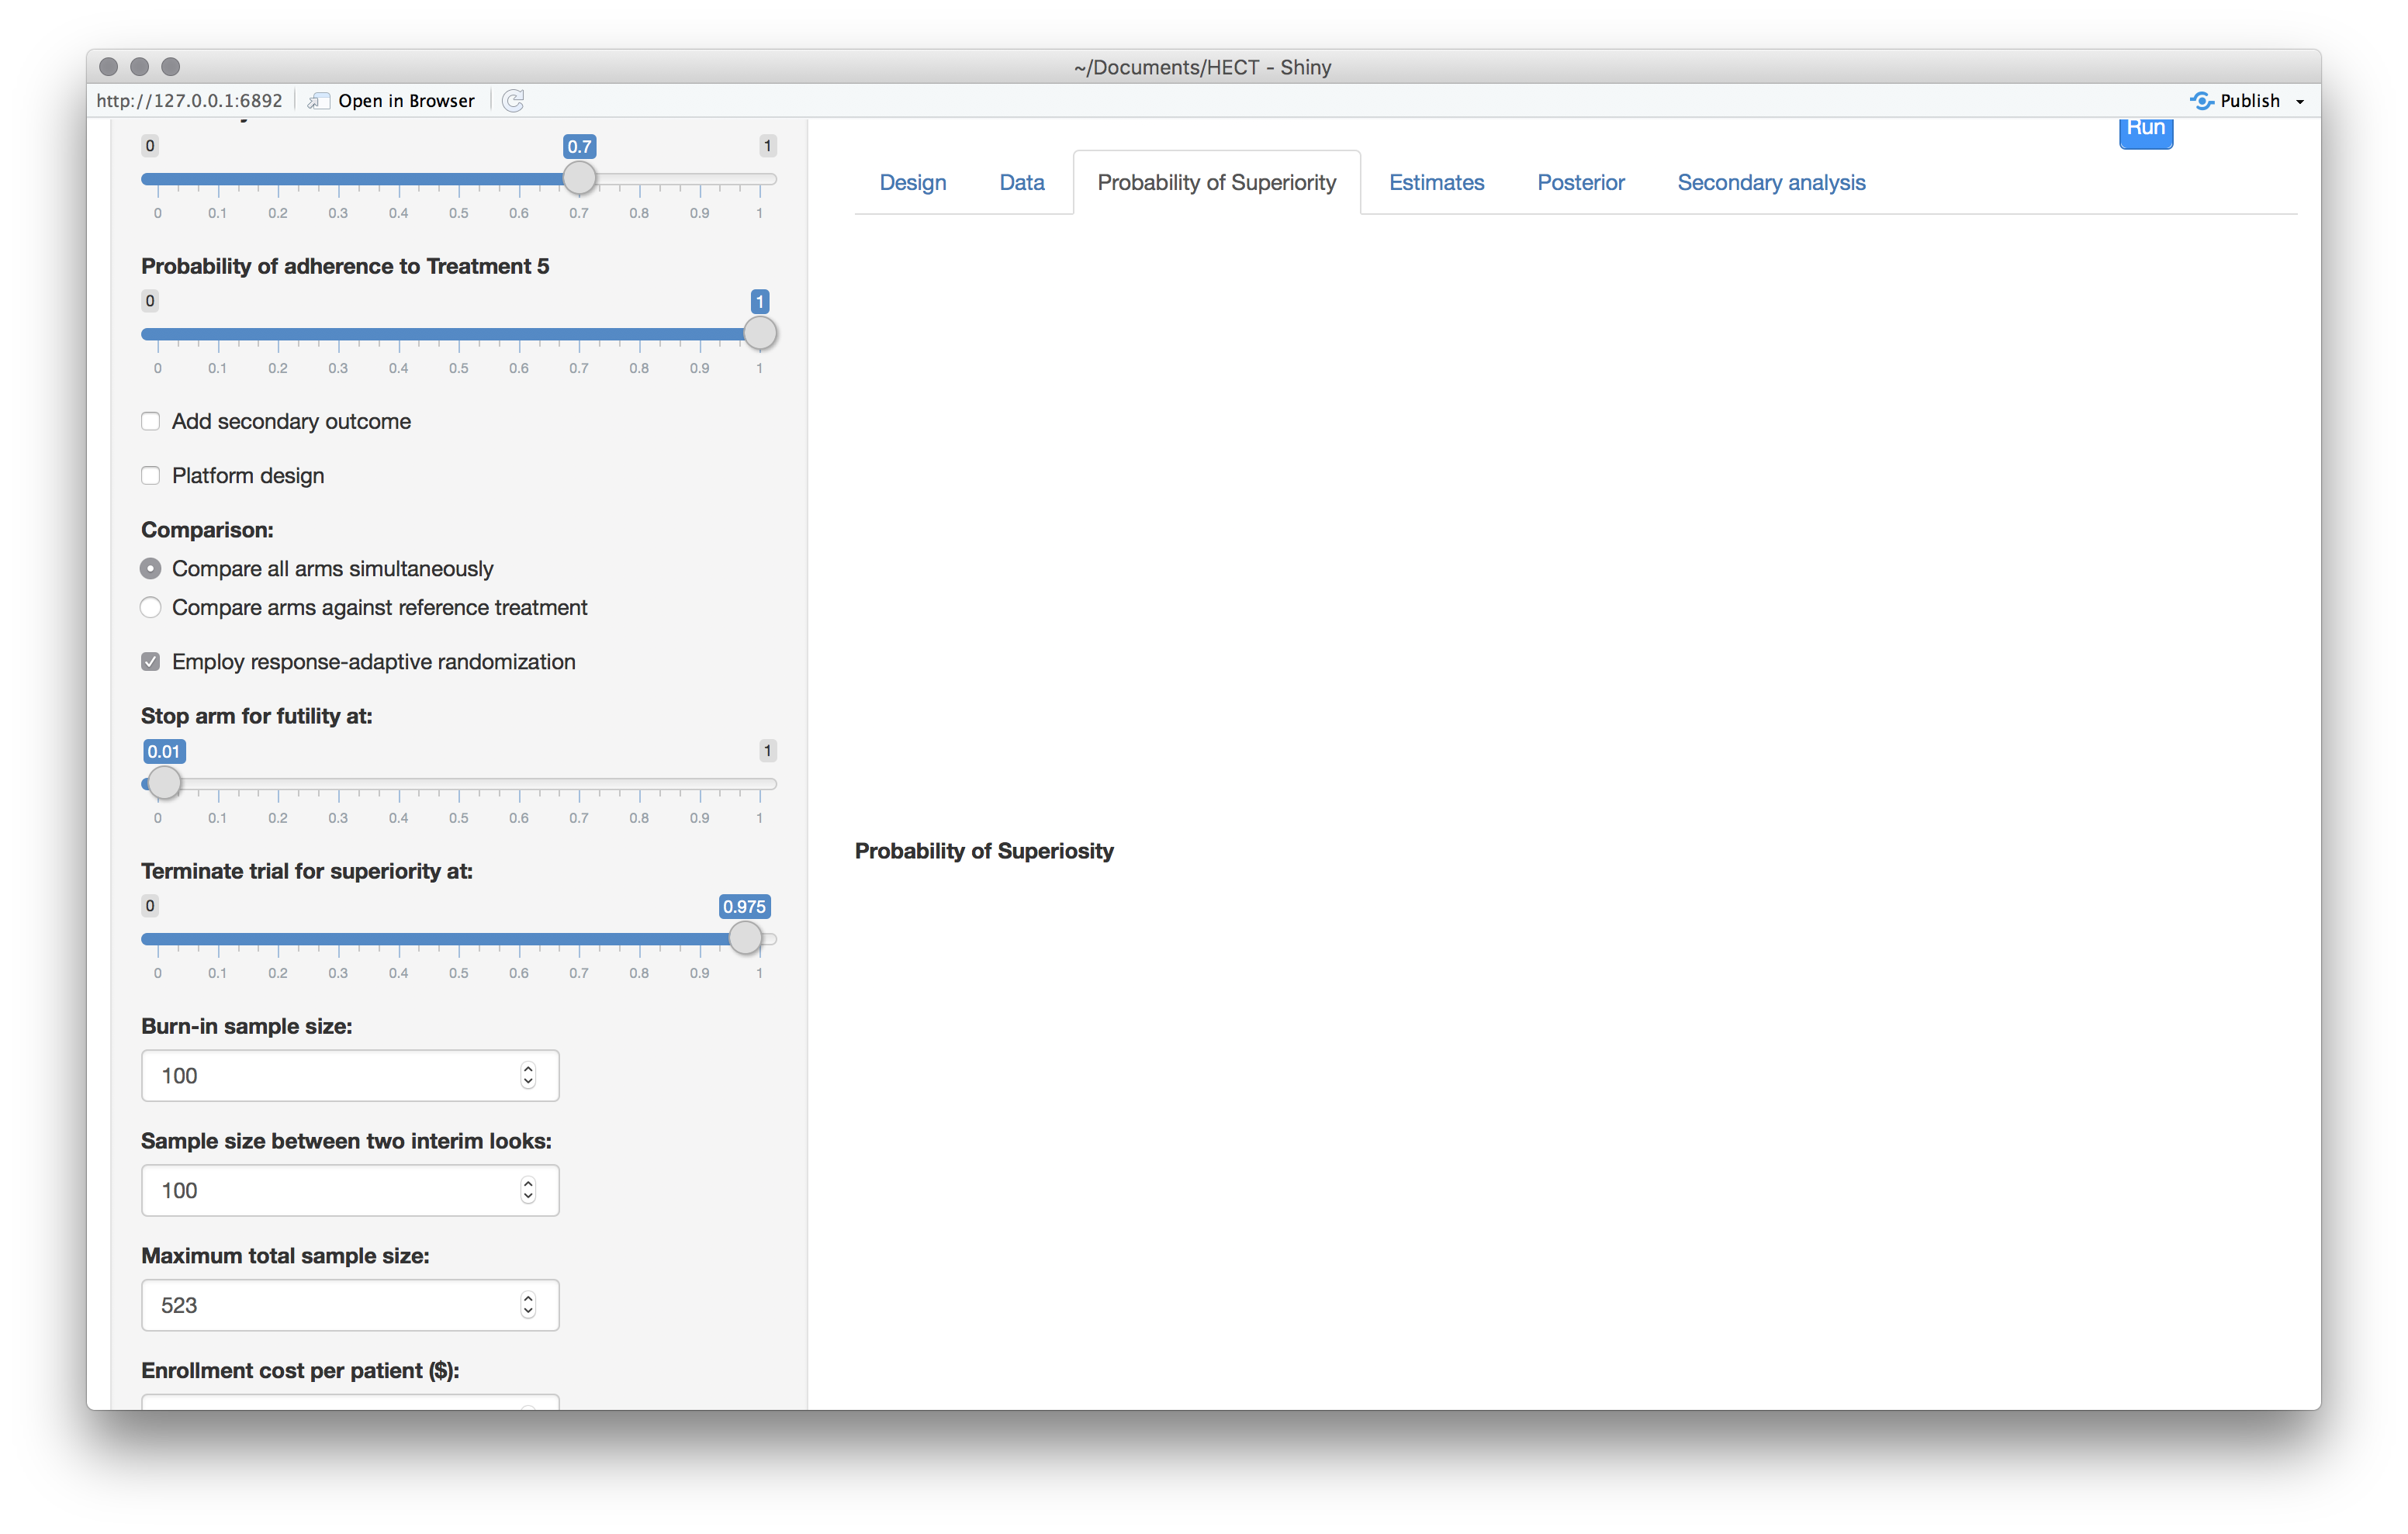 ~/Documents/HECT - Shiny
http://127.0.0.1:6892 Open in Browser Publish
0 0.7 1
0 0.1 0.2 0.3 0.4 0.5 0.6 0.7 0.8 0.9 1
Probability of adherence to Treatment 5
0 1
0 0.1 0.2 0.3 0.4 0.5 0.6 0.7 0.8 0.9 1
Add secondary outcome
Platform design
Comparison:
Compare all arms simultaneously
Compare arms against reference treatment
Employ response-adaptive randomization
Stop arm for futility at:
0.01 1
0 0.1 0.2 0.3 0.4 0.5 0.6 0.7 0.8 0.9 1
Terminate trial for superiority at:
0 0.975
0 0.1 0.2 0.3 0.4 0.5 0.6 0.7 0.8 0.9 1
Burn-in sample size:
100
Sample size between two interim looks:
100
Maximum total sample size:
523
Enrollment cost per patient ($):
Run
Design Data Probability of Superiority Estimates Posterior Secondary analysis
Probability of Superiosity